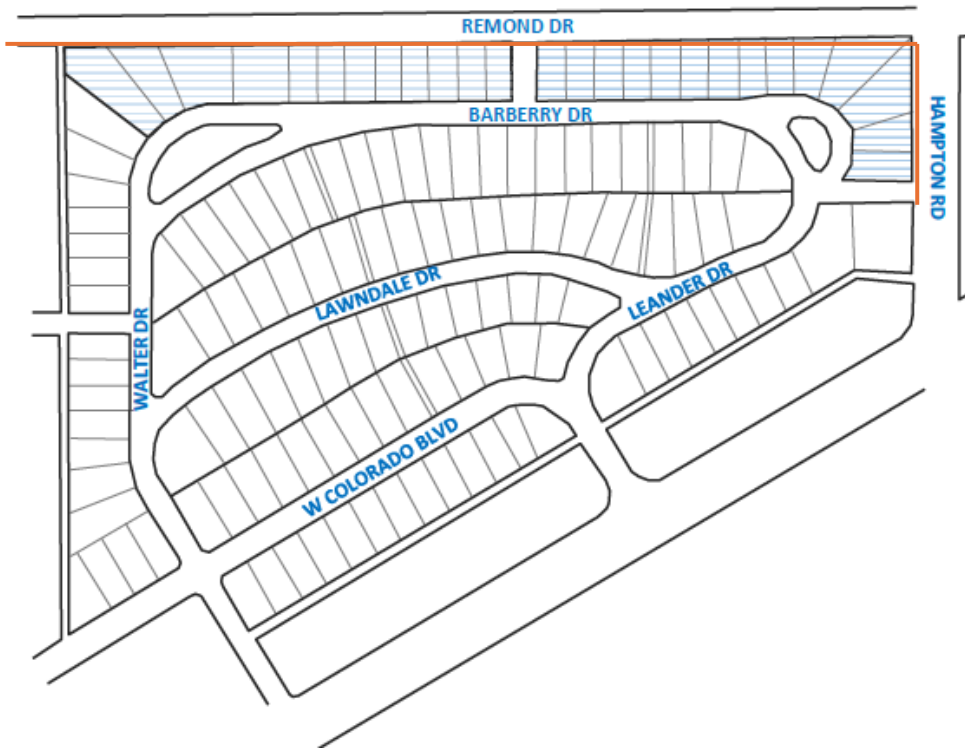 REMOND DR
BARBERRY DR
HAMPTON RD
LAWNDALE DR
LEANDER DR
WALTER DR
W COLORADO BLVD